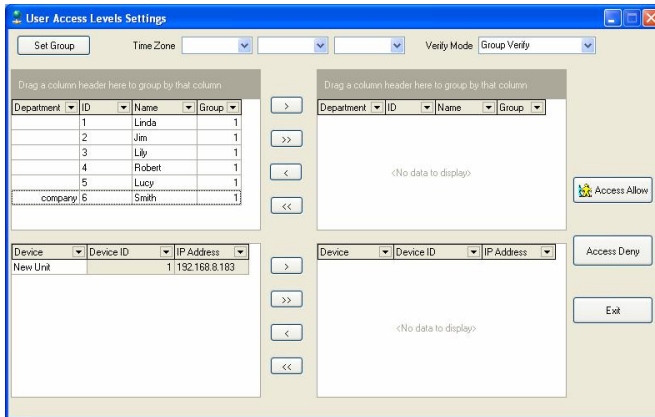 User Access Levels Settings
Set Group Time Zone Verify Mode Group Verify
Drag a column header here to group by that column Drag a column header here to group by that column
Department ID Name Group > Department ID Name Group
1 Linda 1
2 Jim 1 >>
3 Lily 1
4 Robert 1 < <No data to display>
5 Lucy 1 Access Allow
company 6 Smith 1 <<
Device Device ID IP Address Device Device ID IP Address Access Deny
New Unit 1 192.168.8.183 >
>>
Exit
< <No data to display>
<<